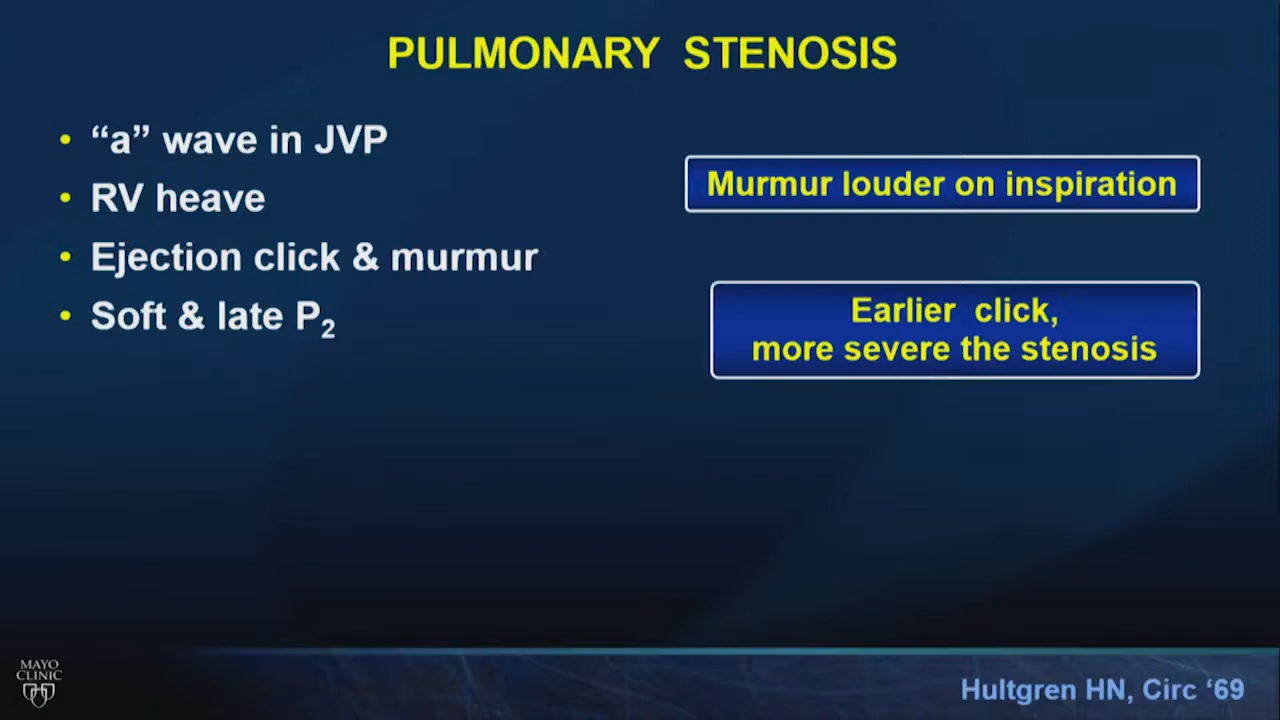 PULMONARY STENOSIS
• “a” wave in JVP
• RV heave
• Ejection click & murmur
• Soft & late P₂
Murmur louder on inspiration
Earlier click,
more severe the stenosis
MAYO
CLINIC
Hultgren HN, Circ ‘69